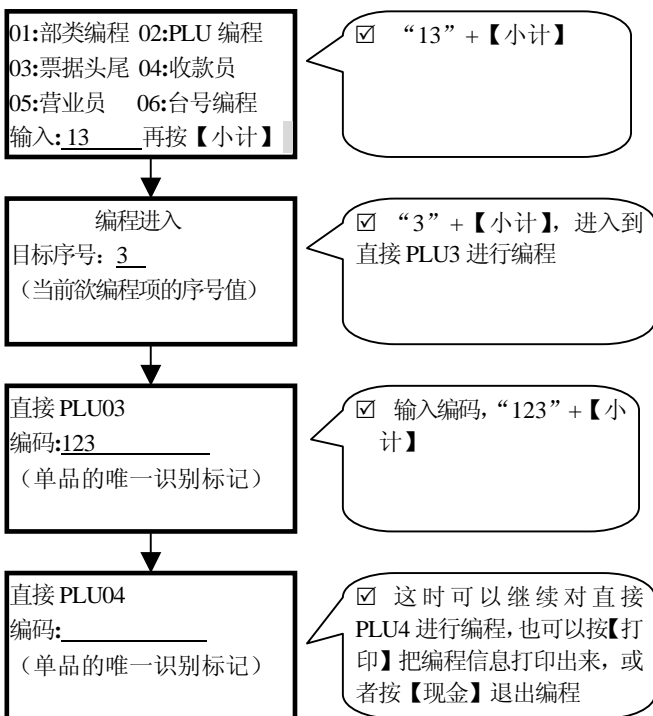 01:部类编程 02:PLU 编程
03:票据头尾 04:收款员
05:营业员 06:台号编程
输入:13 再按【小计】
☑ “13”+【小计】
编程进入
目标序号：3
（当前欲编程项的序号值）
☑ “3”+【小计】，进入到
直接 PLU3 进行编程
直接 PLU03
编码:123
（单品的唯一识别标记）
☑ 输入编码，“123”+【小
计】
直接 PLU04
编码:
（单品的唯一识别标记）
☑ 这时可以继续对直接
PLU4 进行编程，也可以按【打
印】把编程信息打印出来，或
者按【现金】退出编程